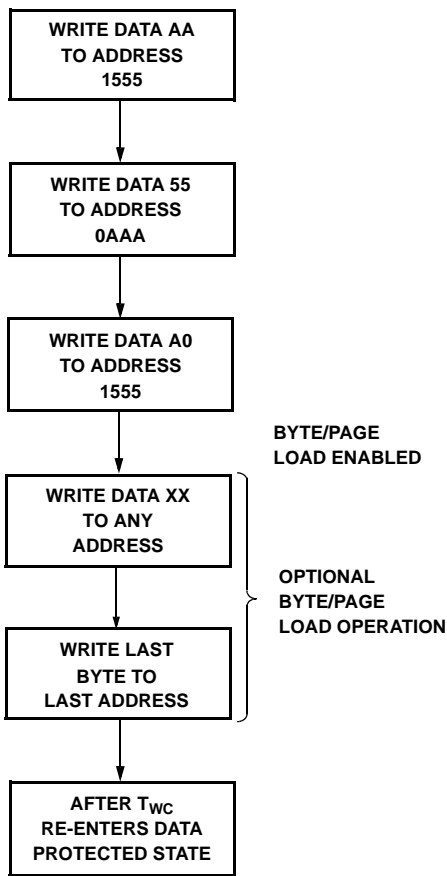 WRITE DATA AA
TO ADDRESS
1555
WRITE DATA 55
TO ADDRESS
0AAA
WRITE DATA A0
TO ADDRESS
1555
BYTE/PAGE
LOAD ENABLED
WRITE DATA XX
TO ANY
ADDRESS
OPTIONAL
BYTE/PAGE
LOAD OPERATION
WRITE LAST
BYTE TO
LAST ADDRESS
AFTER TWC
RE-ENTERS DATA
PROTECTED STATE